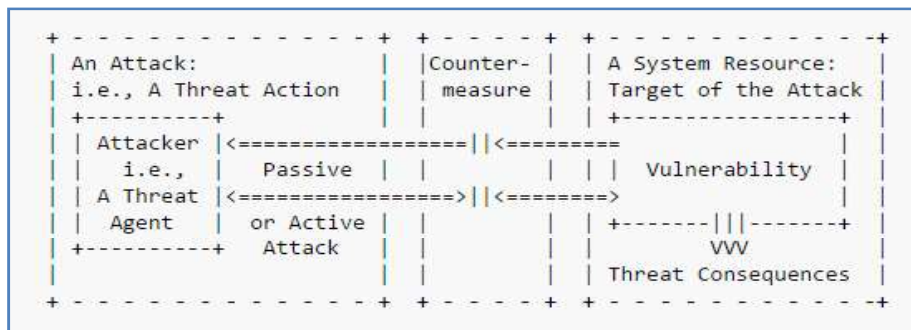 + - - - - - - - - - - - - - + + - - - - - + + - - - - - - - - - - - -+
| An Attack: | |Counter- | | A System Resource: |
| i.e., A Threat Action | | measure | | Target of the Attack |
| +----------+ | | | | +-----------------+ |
| | Attacker |<==================||<========= | |
| | i.e., | Passive | | | | | Vulnerability | |
| | A Threat |<=================>||<========> | |
| | Agent | or Active | | | | +-------|||-------+ |
| +----------+ Attack | | | | VVV |
| | | | | Threat Consequences |
+ - - - - - - - - - - - - - + + - - - - - + + - - - - - - - - - - - -+